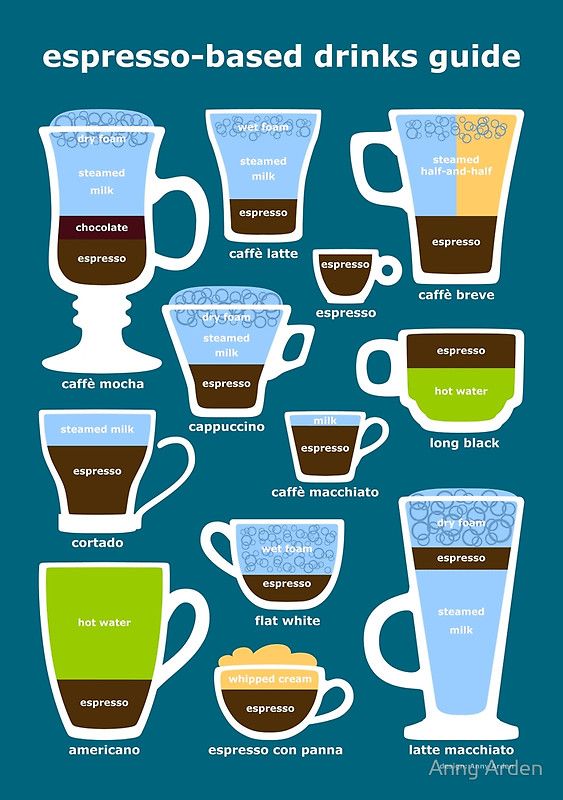 espresso-based drinks guide
dry foam
steamed
milk
chocolate
espresso
caffè mocha
wet foam
steamed
milk
espresso
caffè latte
steamed
half-and-half
espresso
caffè breve
espresso
espresso
dry foam
steamed
milk
espresso
cappuccino
espresso
hot water
long black
steamed milk
espresso
cortado
milk
espresso
caffè macchiato
wet foam
espresso
flat white
dry foam
espresso
steamed
milk
latte macchiato
hot water
espresso
americano
whipped cream
espresso
espresso con panna
design: Anny Arden
Anny Arden